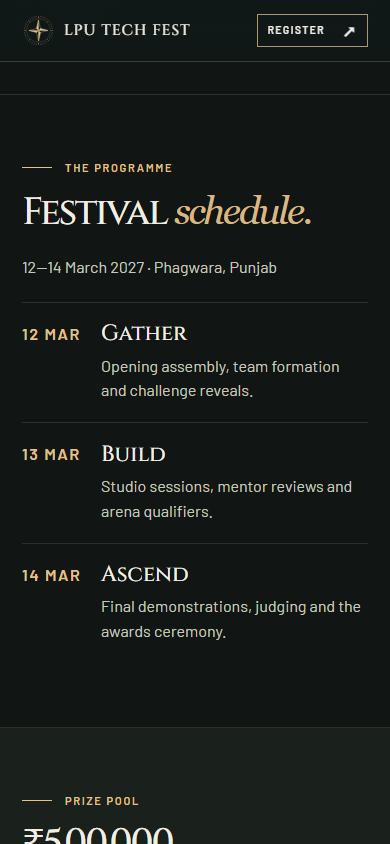 LPU TECH FEST
REGISTER ↗
THE PROGRAMME
FESTIVAL schedule.
12—14 March 2027 · Phagwara, Punjab
12 MAR
GATHER
Opening assembly, team formation
and challenge reveals.
13 MAR
BUILD
Studio sessions, mentor reviews and
arena qualifiers.
14 MAR
ASCEND
Final demonstrations, judging and the
awards ceremony.
PRIZE POOL
₹500,000